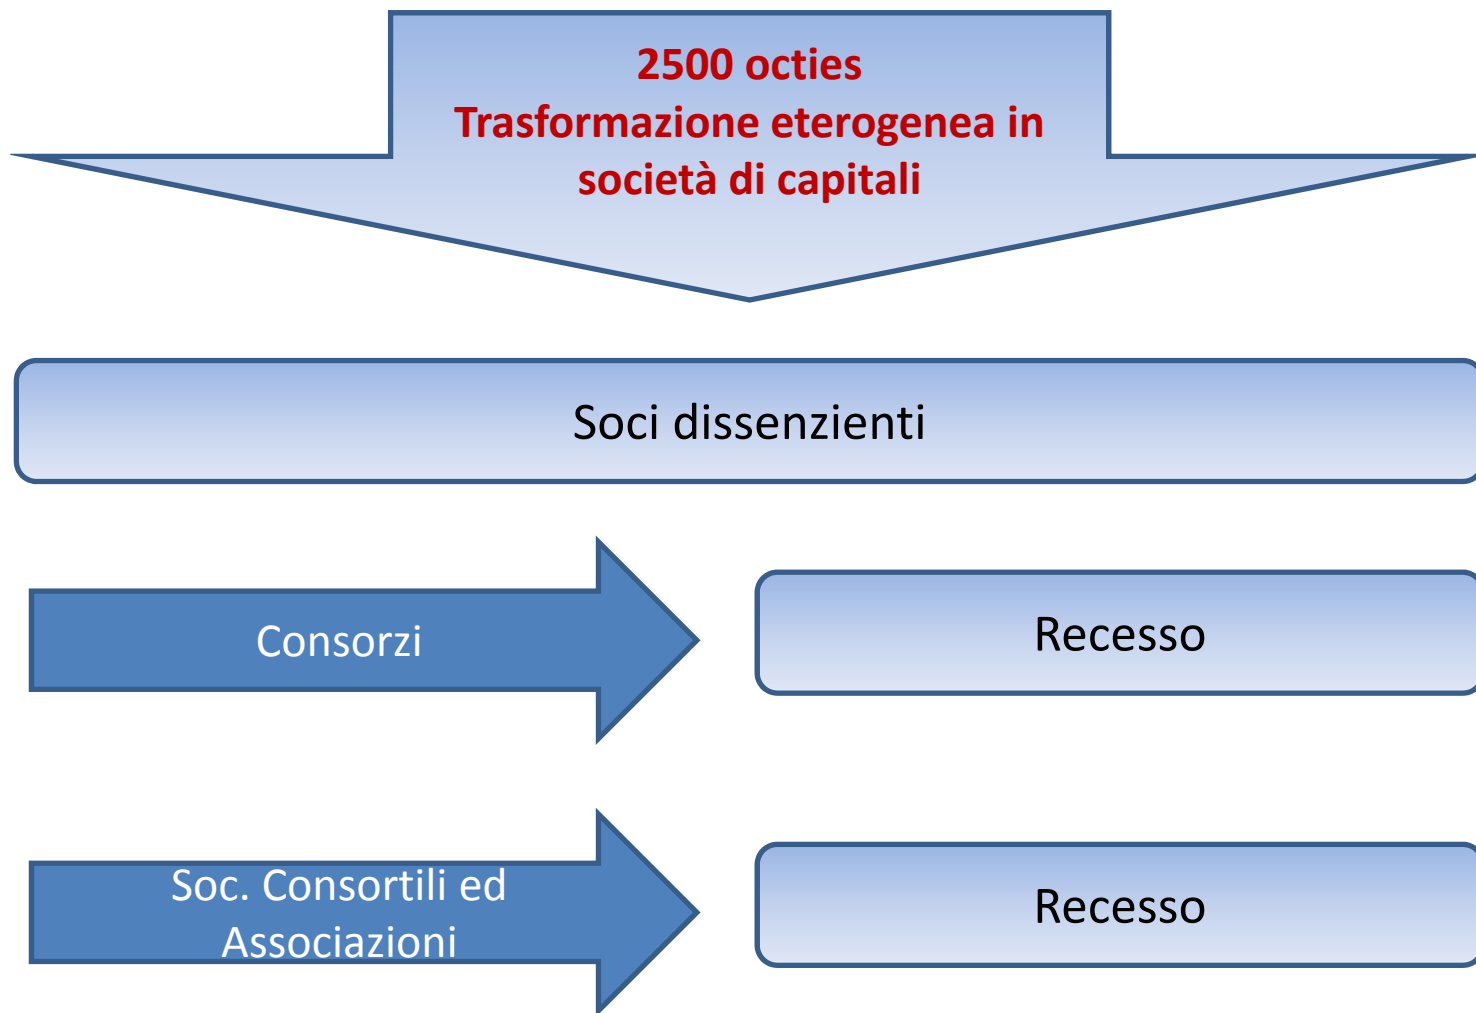 2500 octies
Trasformazione eterogenea in
società di capitali
Soci dissenzienti
Consorzi
Recesso
Soc. Consortili ed
Associazioni
Recesso